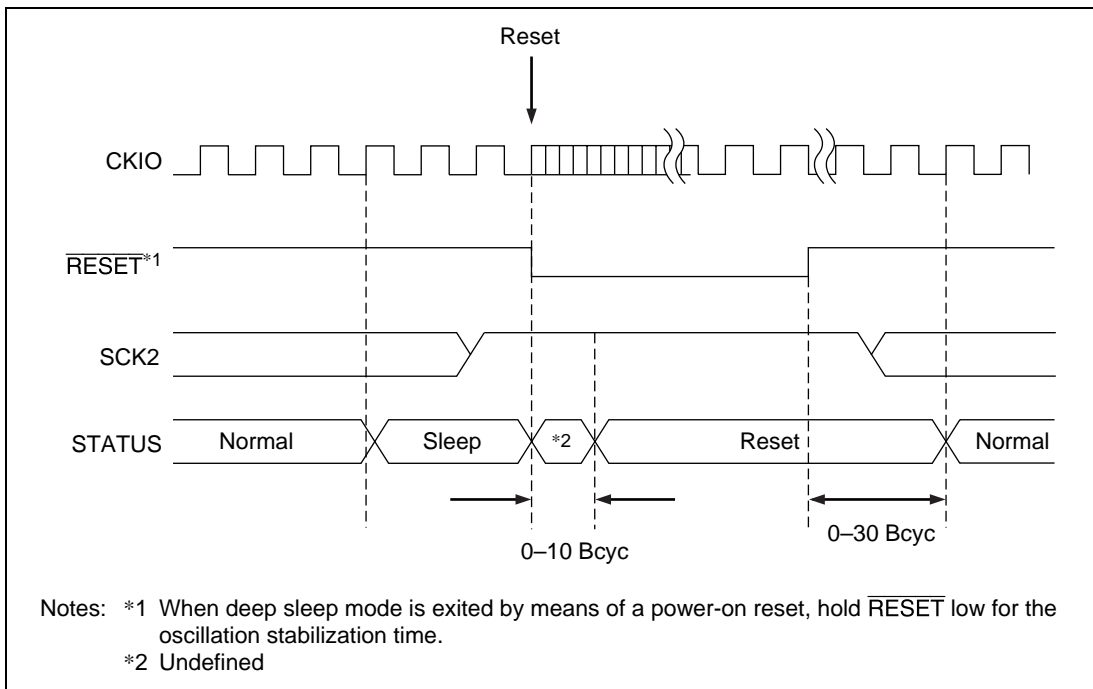 Reset
CKIO
RESET*1
SCK2
STATUS
Normal
Sleep
*2
Reset
Normal
0–10 Bcyc
0–30 Bcyc
Notes: *1 When deep sleep mode is exited by means of a power-on reset, hold RESET low for the
oscillation stabilization time.
*2 Undefined